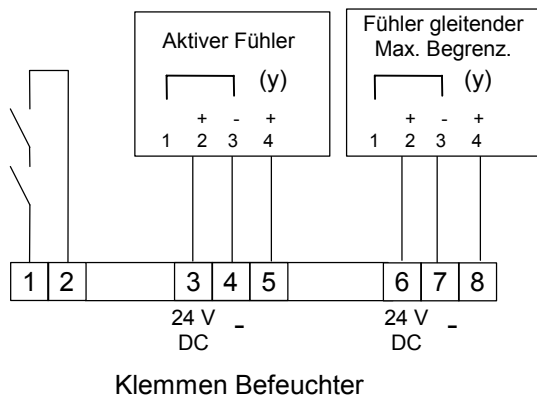 Aktiver Fühler
(y)
+ - +
1 2 3 4
Fühler gleitender
Max. Begrenz.
(y)
+ - +
1 2 3 4
1 2 3 4 5 6 7 8
24 V
DC
-
24 V
DC
-
Klemmen Befeuchter